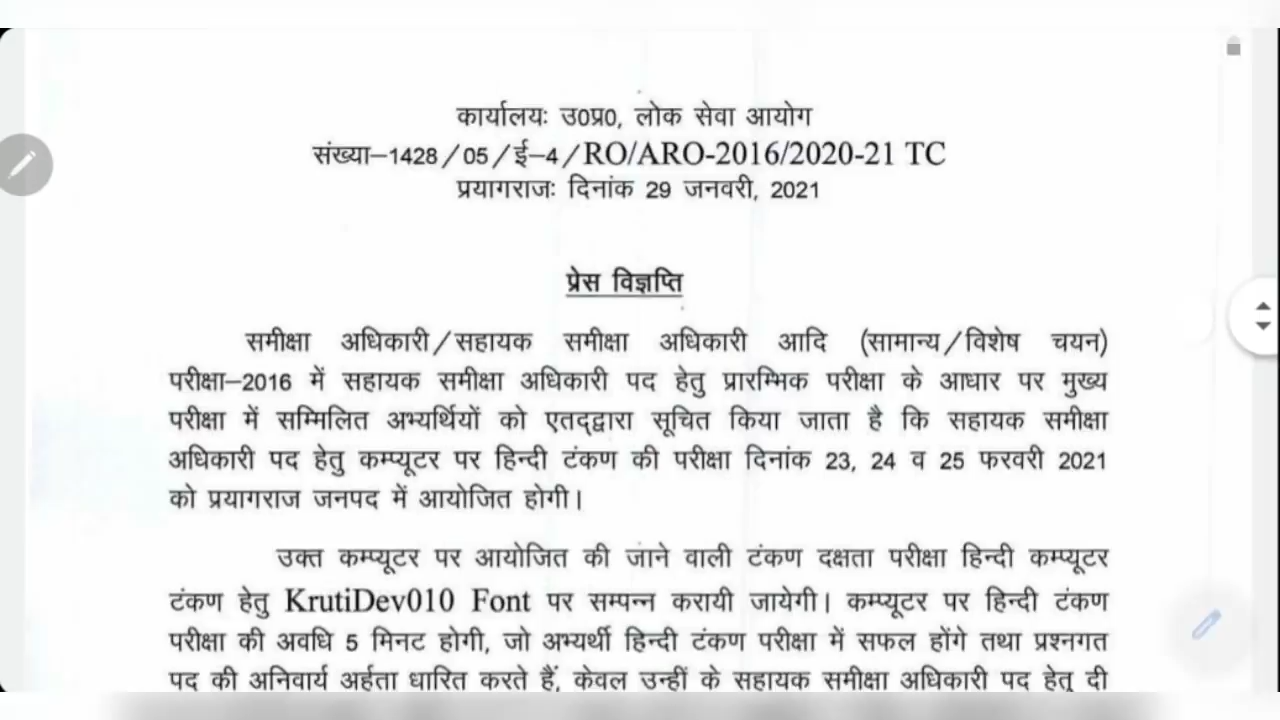 कार्यालयः उ0प्र0, लोक सेवा आयोग
संख्या–1428/05/ई–4/RO/ARO-2016/2020-21 TC
प्रयागराजः दिनांक 29 जनवरी, 2021
प्रेस विज्ञप्ति
समीक्षा अधिकारी/सहायक समीक्षा अधिकारी आदि (सामान्य/विशेष चयन)
परीक्षा–2016 में सहायक समीक्षा अधिकारी पद हेतु प्रारम्भिक परीक्षा के आधार पर मुख्य
परीक्षा में सम्मिलित अभ्यर्थियों को एतद्द्वारा सूचित किया जाता है कि सहायक समीक्षा
अधिकारी पद हेतु कम्प्यूटर पर हिन्दी टंकण की परीक्षा दिनांक 23, 24 व 25 फरवरी 2021
को प्रयागराज जनपद में आयोजित होगी।
उक्त कम्प्यूटर पर आयोजित की जाने वाली टंकण दक्षता परीक्षा हिन्दी कम्प्यूटर
टंकण हेतु KrutiDev010 Font पर सम्पन्न करायी जायेगी। कम्प्यूटर पर हिन्दी टंकण
परीक्षा की अवधि 5 मिनट होगी, जो अभ्यर्थी हिन्दी टंकण परीक्षा में सफल होंगे तथा प्रश्नगत
पद की अनिवार्य अर्हता धारित करते हैं, केवल उन्हीं के सहायक समीक्षा अधिकारी पद हेतु दी